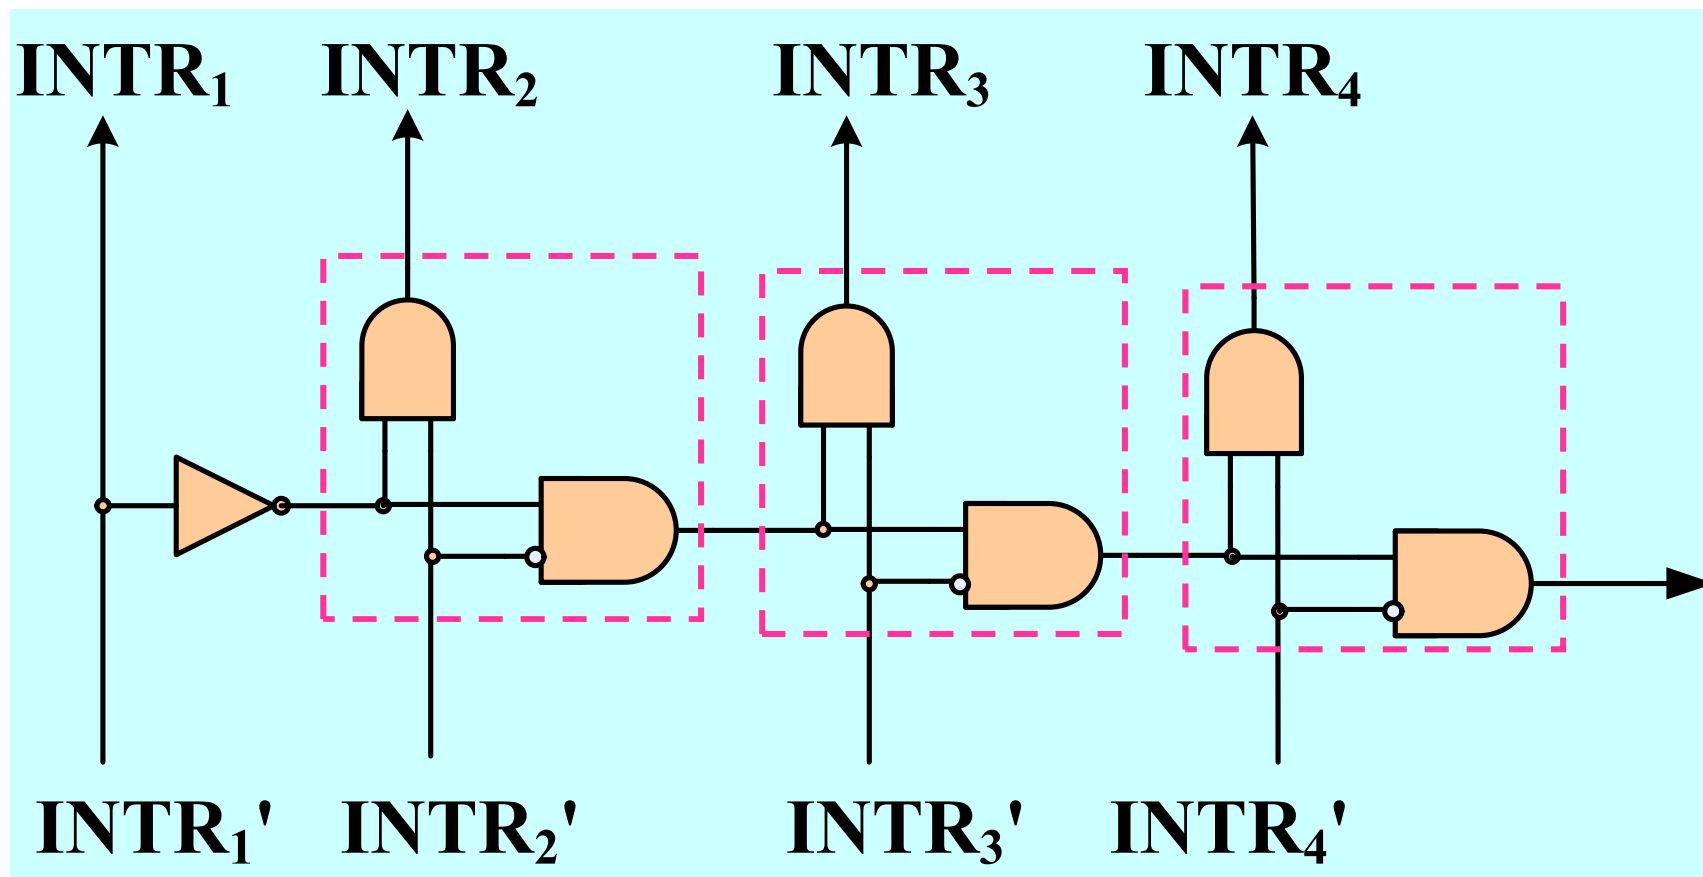 INTR₁ INTR₂ INTR₃ INTR₄
INTR₁' INTR₂' INTR₃' INTR₄'